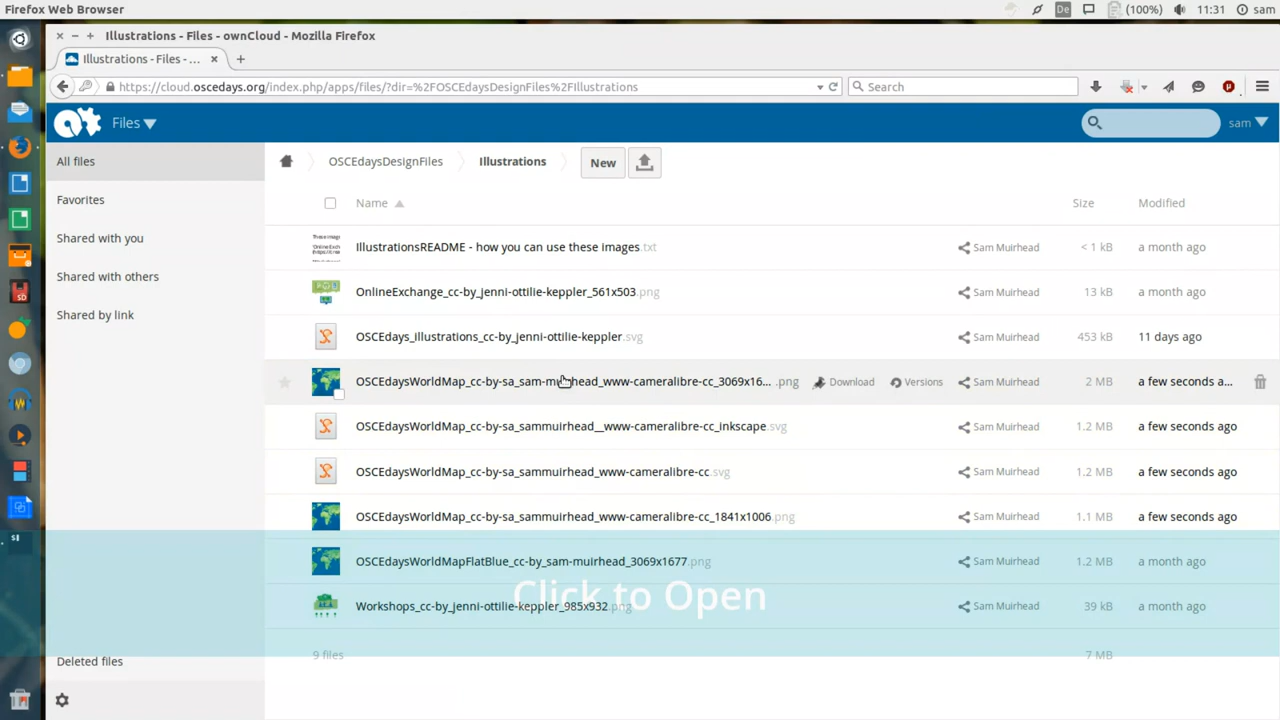 Firefox Web Browser
De
(100%)
11:31
sam
Illustrations - Files - ownCloud - Mozilla Firefox
Illustrations - Files - ...
https://cloud.oscedays.org/index.php/apps/files/?dir=%2FOSCEdaysDesignFiles%2FIllustrations
Search
Files
sam
All files
OSCEdaysDesignFiles
Illustrations
New
Favorites
Shared with you
Shared with others
Shared by link
Name
Size
Modified
IllustrationsREADME - how you can use these images.txt
Sam Muirhead
< 1 kB
a month ago
OnlineExchange_cc-by_jenni-ottilie-keppler_561x503.png
Sam Muirhead
13 kB
a month ago
OSCEdays_illustrations_cc-by_jenni-ottilie-keppler.svg
Sam Muirhead
453 kB
11 days ago
OSCEdaysWorldMap_cc-by-sa_sam-muirhead_www-cameralibre-cc_3069x16... .png
Download
Versions
Sam Muirhead
2 MB
a few seconds a...
OSCEdaysWorldMap_cc-by-sa_sammuirhead__www-cameralibre-cc_inkscape.svg
Sam Muirhead
1.2 MB
a few seconds ago
OSCEdaysWorldMap_cc-by-sa_sammuirhead_www-cameralibre-cc.svg
Sam Muirhead
1.2 MB
a few seconds ago
OSCEdaysWorldMap_cc-by-sa_sammuirhead_www-cameralibre-cc_1841x1006.png
Sam Muirhead
1.1 MB
a few seconds ago
OSCEdaysWorldMapFlatBlue_cc-by_sam-muirhead_3069x1677.png
Sam Muirhead
1.2 MB
a month ago
Click to Open
Workshops_cc-by_jenni-ottilie-keppler_985x932.png
Sam Muirhead
39 kB
a month ago
9 files
7 MB
Deleted files